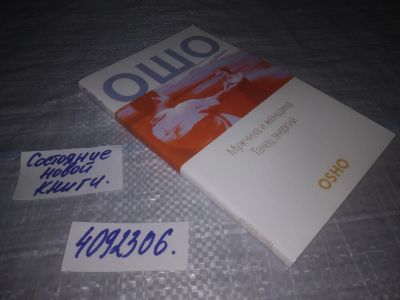 ОШО
Мужчина и женщина
Танец энергий
OSHO
Состояние
новой
книги.
4092306.